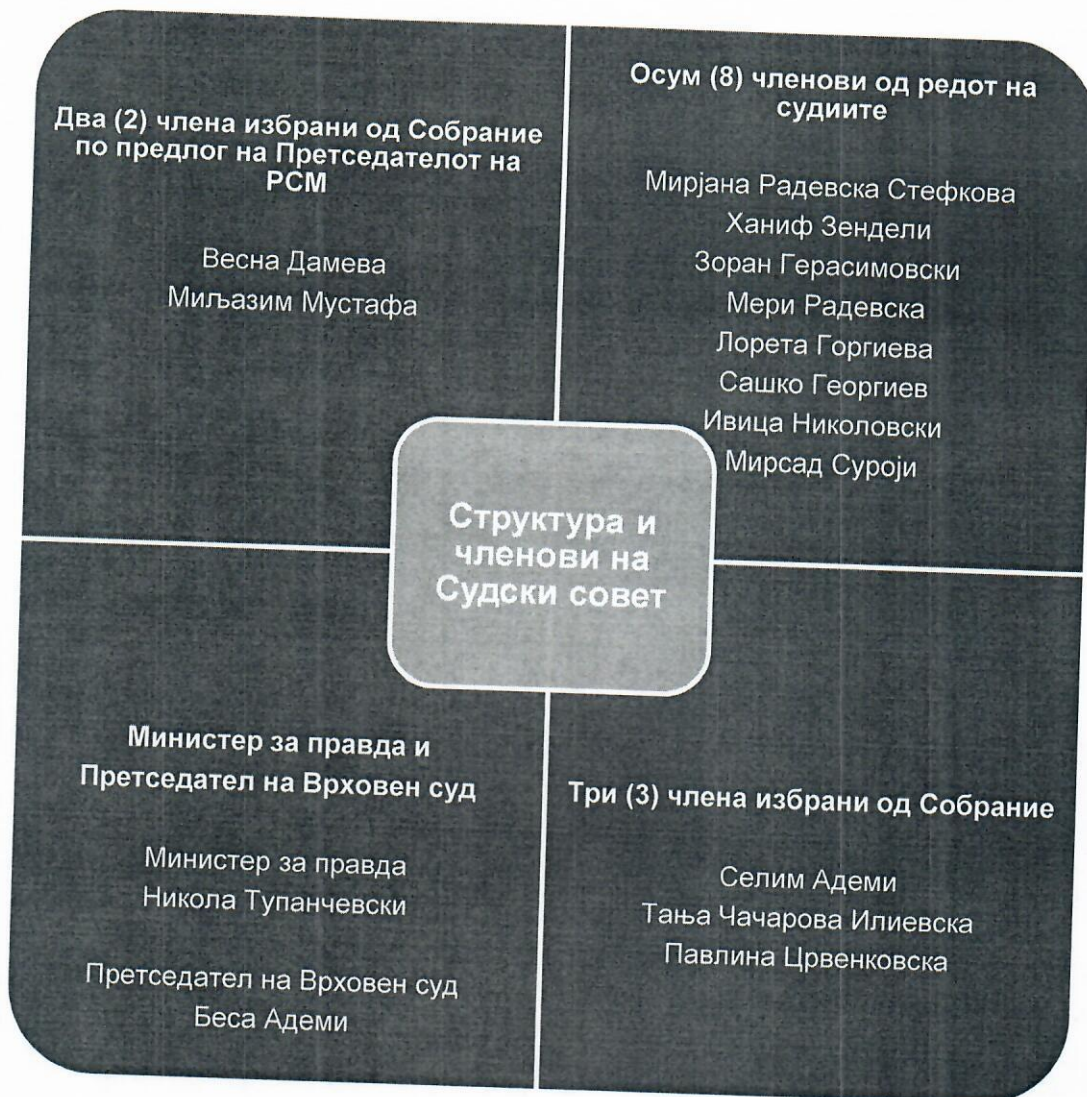 Два (2) члена избрани од Собрание
по предлог на Претседателот на
РСМ
Весна Дамева
Миљазим Мустафа
Осум (8) членови од редот на
судиите
Мирјана Радевска Стефкова
Ханиф Зендели
Зоран Герасимовски
Мери Радевска
Лорета Горгиева
Сашко Георгиев
Ивица Николовски
Мирсад Суроји
Структура и
членови на
Судски совет
Министер за правда и
Претседател на Врховен суд
Министер за правда
Никола Тупанчевски
Претседател на Врховен суд
Беса Адеми
Три (3) члена избрани од Собрание
Селим Адеми
Тања Чачарова Илиевска
Павлина Црвенковска